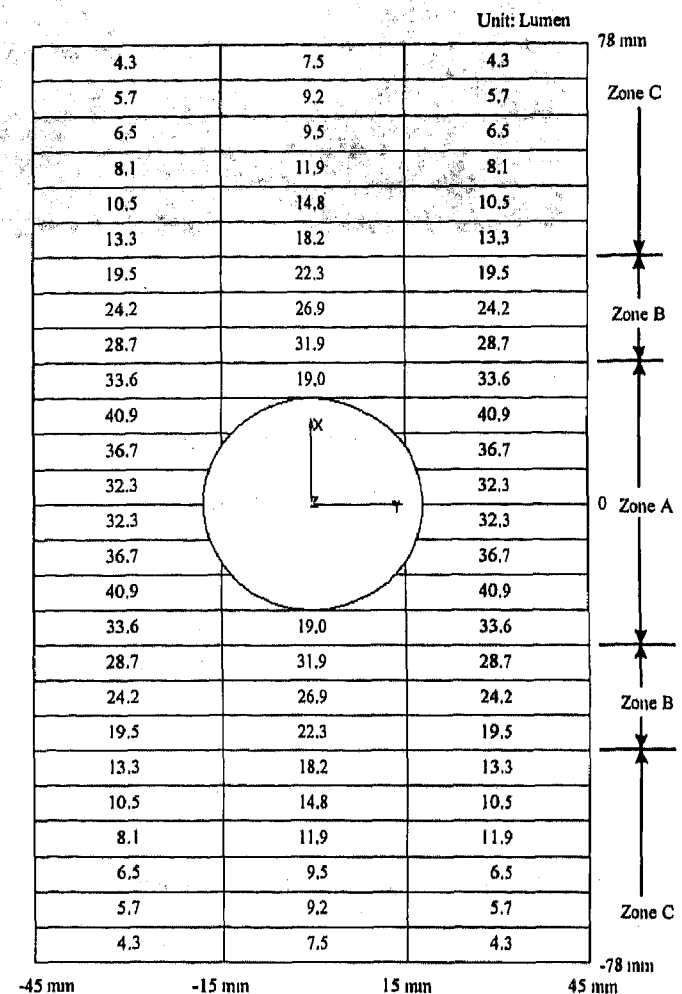 Unit: Lumen
78 mm
4.3 7.5 4.3
5.7 9.2 5.7 Zone C
6.5 9.5 6.5
8.1 11.9 8.1
10.5 14.8 10.5
13.3 18.2 13.3
19.5 22.3 19.5
24.2 26.9 24.2 Zone B
28.7 31.9 28.7
33.6 19.0 33.6
40.9 X 40.9
36.7 36.7
32.3 32.3
Z Y 0 Zone A
32.3 32.3
36.7 36.7
40.9 40.9
33.6 19.0 33.6
28.7 31.9 28.7
24.2 26.9 24.2 Zone B
19.5 22.3 19.5
13.3 18.2 13.3
10.5 14.8 10.5
8.1 11.9 11.9
6.5 9.5 6.5
5.7 9.2 5.7 Zone C
4.3 7.5 4.3
-78 mm
-45 mm -15 mm 15 mm 45 mm